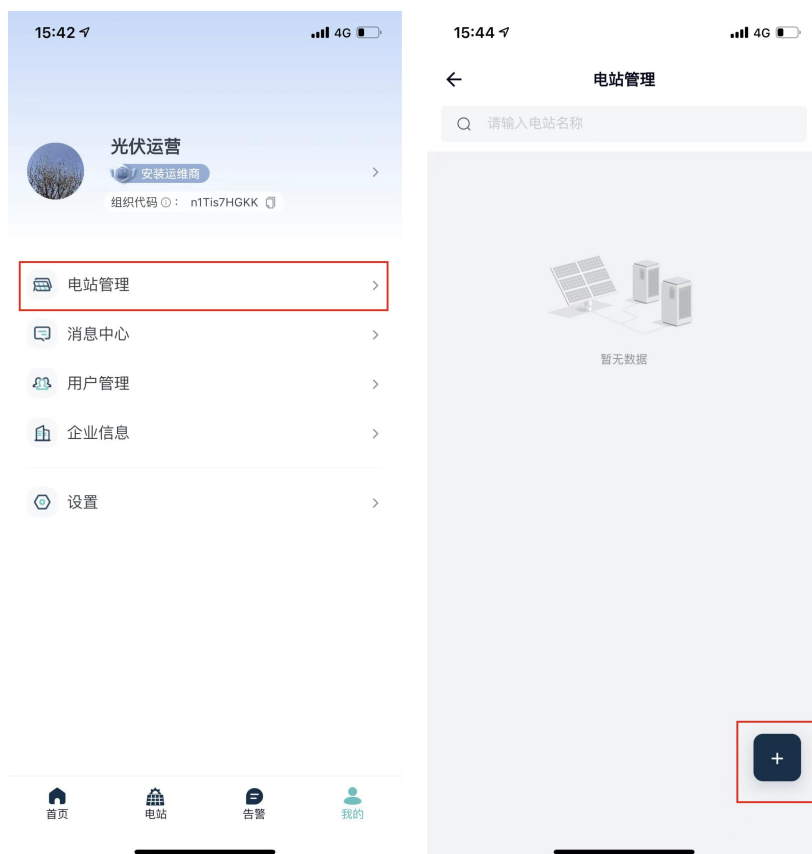 15:42
4G
光伏运营
安装运维商
组织代码 : n1Tis7HGKK
电站管理
消息中心
用户管理
企业信息
设置
首页
电站
告警
我的
15:44
4G
电站管理
请输入电站名称
暂无数据
+